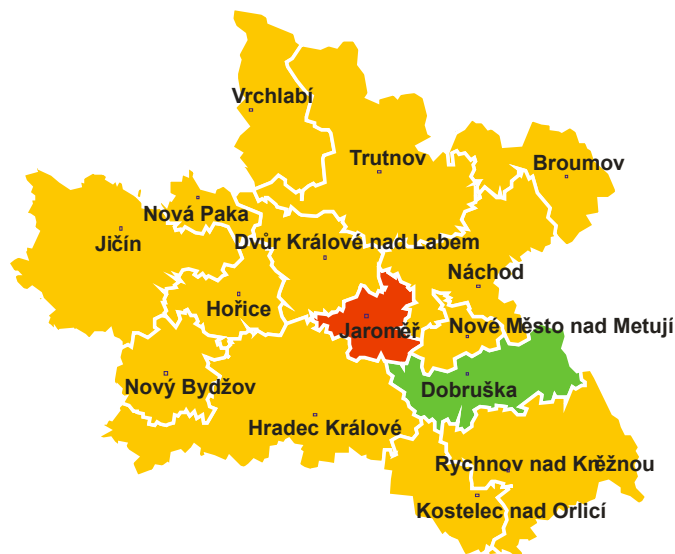 Vrchlabí
Trutnov
Broumov
Nová Paka
Jičín
Dvur Králové nad Labem
Náchod
Hořice
Jaroměř
Nové Město nad Metují
Nový Bydžov
Dobruška
Hradec Králové
Rychnov nad Kněžnou
Kostelec nad Orlicí